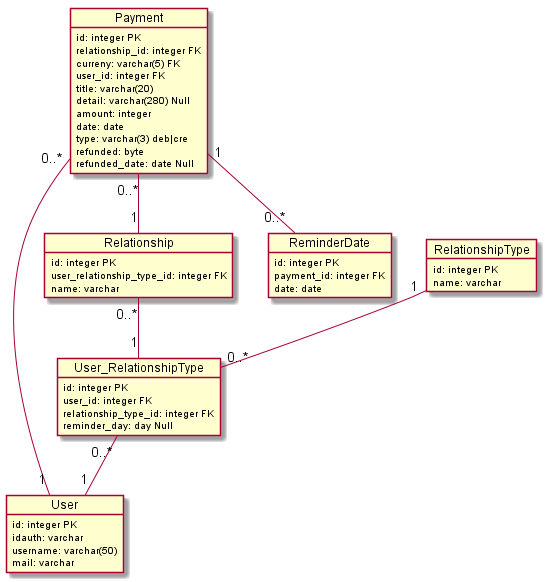 Payment
id: integer PK
relationship_id: integer FK
curreny: varchar(5) FK
user_id: integer FK
title: varchar(20)
detail: varchar(280) Null
amount: integer
date: date
type: varchar(3) deb|cre
refunded: byte
refunded_date: date Null
0..*
1
0..*
1
0..*
Relationship
id: integer PK
user_relationship_type_id: integer FK
name: varchar
ReminderDate
id: integer PK
payment_id: integer FK
date: date
RelationshipType
id: integer PK
name: varchar
1
0..*
1
0..*
User_RelationshipType
id: integer PK
user_id: integer FK
relationship_type_id: integer FK
reminder_day: day Null
0..*
1
1
User
id: integer PK
idauth: varchar
username: varchar(50)
mail: varchar